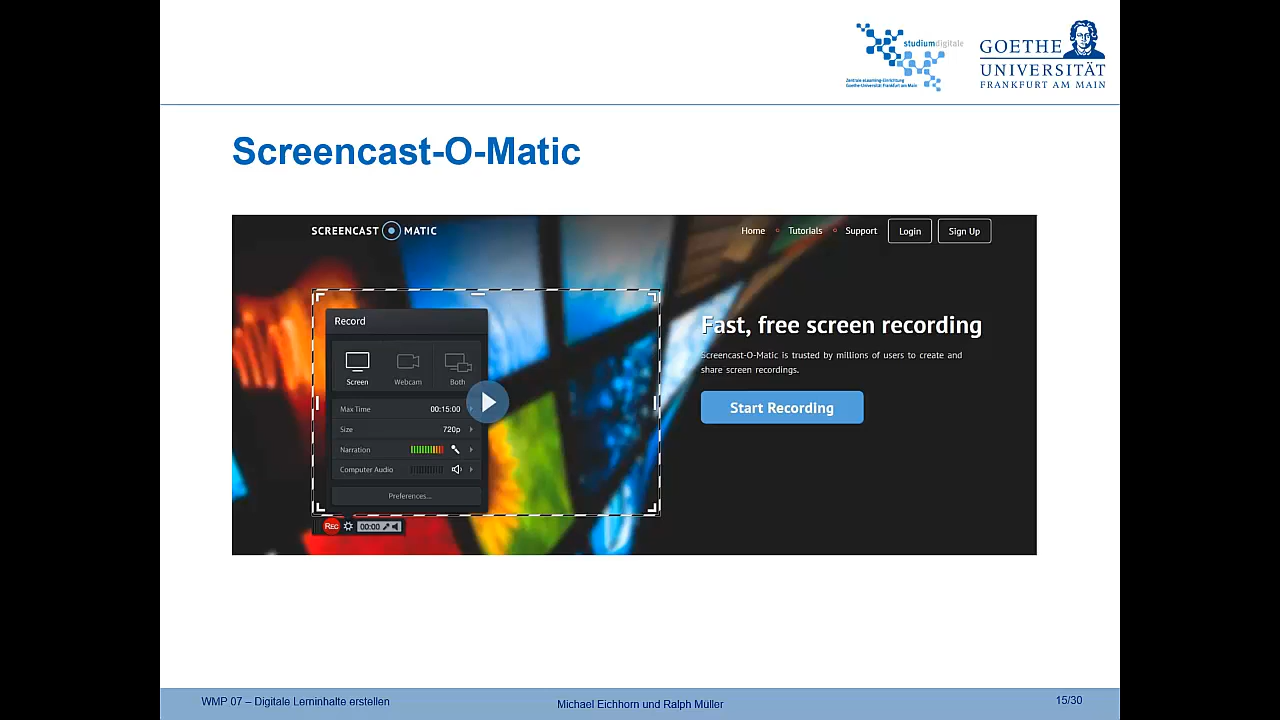 studiumdigitale
Zentrale eLearning-Einrichtung
Goethe-Universität Frankfurt am Main
GOETHE
UNIVERSITÄT
FRANKFURT AM MAIN
Screencast-O-Matic
SCREENCAST MATIC
Home Tutorials Support Login Sign Up
Record
Screen Webcam Both
Max Time 00:15:00
Size 720p
Narration
Computer Audio
Preferences...
REC 00:00
Fast, free screen recording
Screencast-O-Matic is trusted by millions of users to create and
share screen recordings.
Start Recording
WMP 07 – Digitale Lerninhalte erstellen
Michael Eichhorn und Ralph Müller
15/30